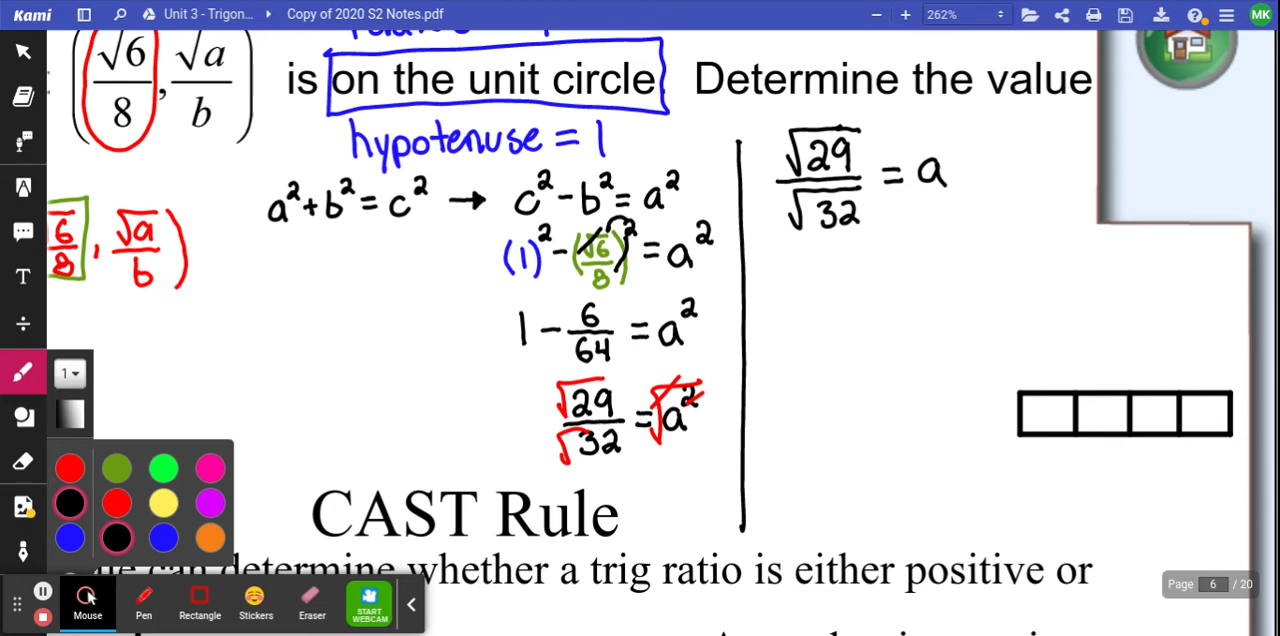 Kami Unit 3 - Trigon... > Copy of 2020 S2 Notes.pdf − + 262% MK
(√6/8, √a/b) is on the unit circle. Determine the value
hypotenuse = 1
a² + b² = c² → c² - b² = a²
(1)² - (√6/8)² = a²
1 - 6/64 = a²
√29/√32 = √a²
6/8, √a/b)
√29/√32 = a
CAST Rule
can determine whether a trig ratio is either positive or
Page 6 / 20
1
Mouse Pen Rectangle Stickers Eraser START WEBCAM